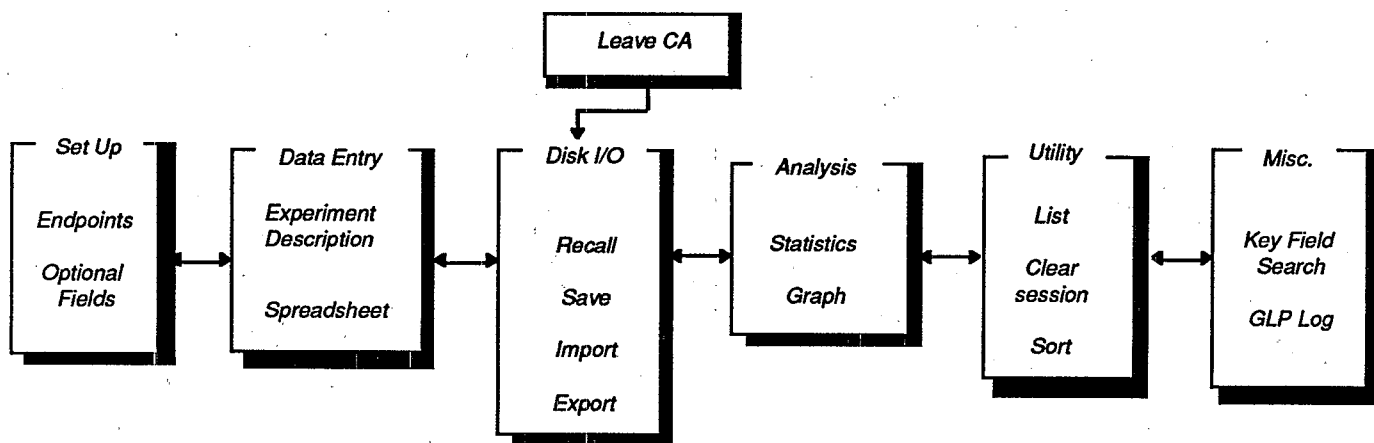 Leave CA
Set Up
Endpoints
Optional
Fields
Data Entry
Experiment
Description
Spreadsheet
Disk I/O
Recall
Save
Import
Export
Analysis
Statistics
Graph
Utility
List
Clear
session
Sort
Misc.
Key Field
Search
GLP Log